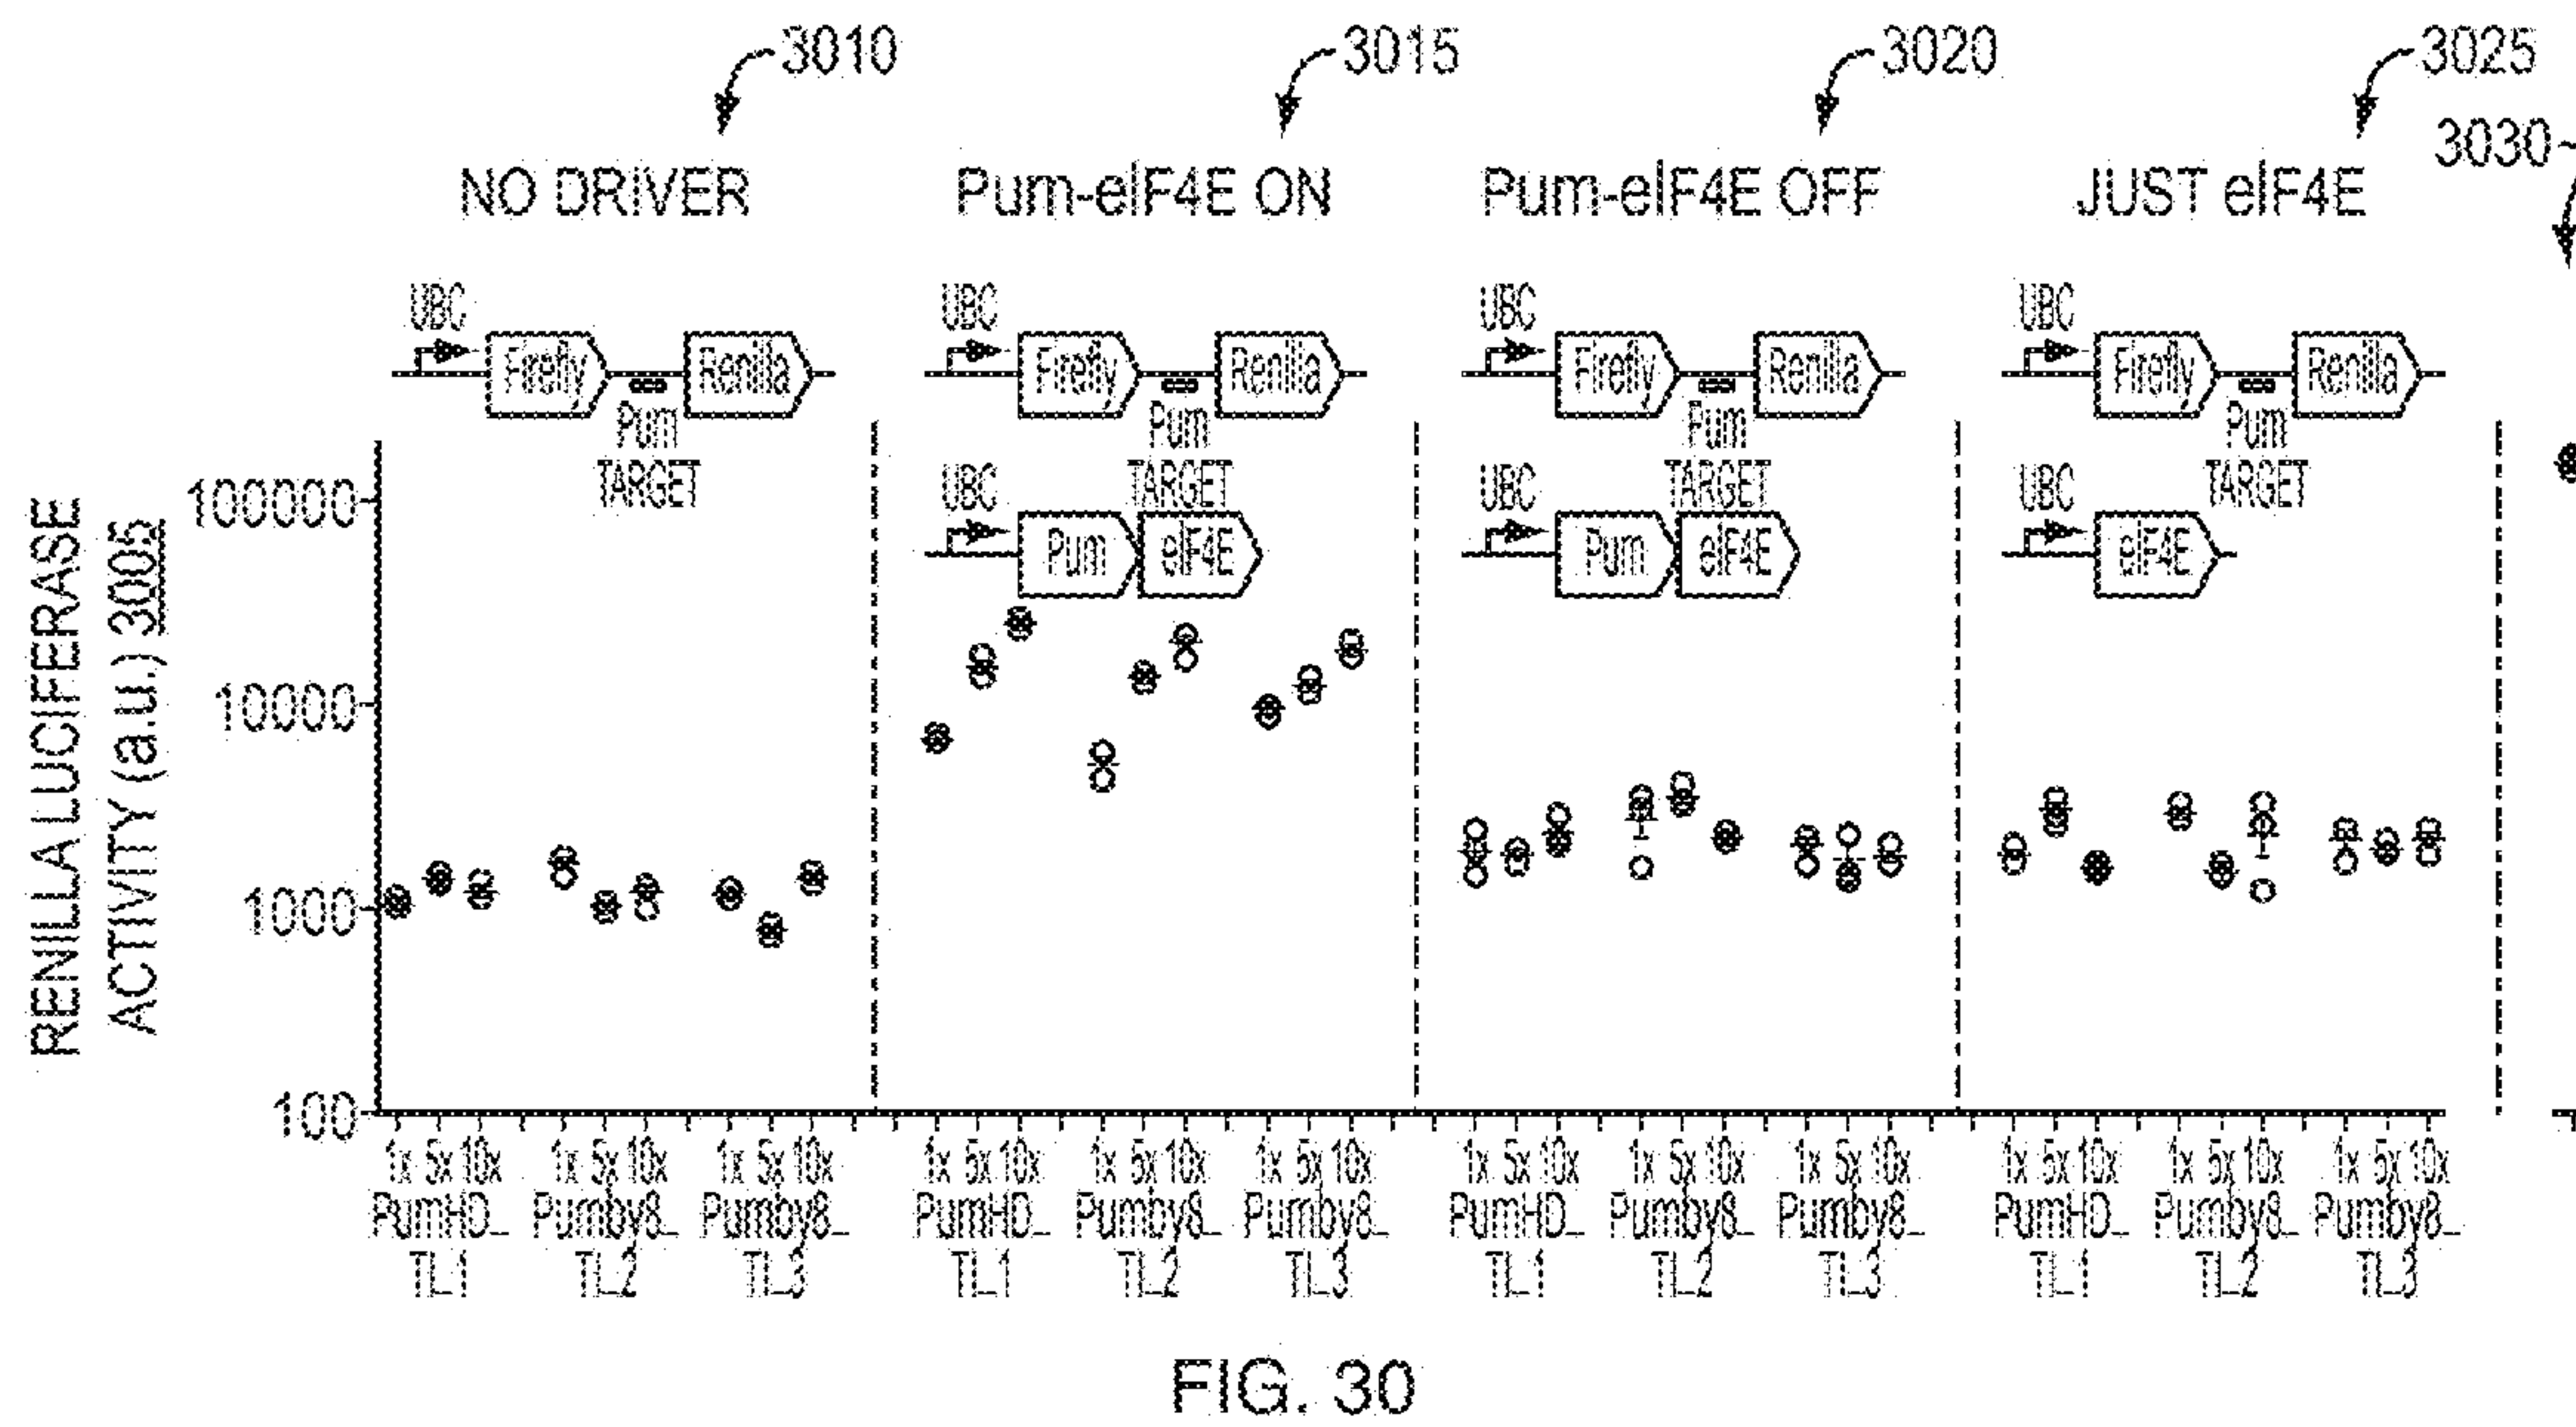 3010
3015
3020
3025
3030
NO DRIVER
Pum-eIF4E ON
Pum-eIF4E OFF
JUST eIF4E
UBC
Firefly
Renilla
Pum
TARGET
UBC
Firefly
Renilla
Pum
TARGET
UBC
Pum
eIF4E
UBC
Firefly
Renilla
Pum
TARGET
UBC
Pum
eIF4E
UBC
Firefly
Renilla
Pum
TARGET
UBC
eIF4E
RENILLA LUCIFERASE
ACTIVITY (a.u.) 3005
100000
10000
1000
100
1x 5x 10x
PumHD_
TL1
1x 5x 10x
Pumby8_
TL2
1x 5x 10x
Pumby8_
TL3
1x 5x 10x
PumHD_
TL1
1x 5x 10x
Pumby8_
TL2
1x 5x 10x
Pumby8_
TL3
1x 5x 10x
PumHD_
TL1
1x 5x 10x
Pumby8_
TL2
1x 5x 10x
Pumby8_
TL3
1x 5x 10x
PumHD_
TL1
1x 5x 10x
Pumby8_
TL2
1x 5x 10x
Pumby8_
TL3
FIG. 30